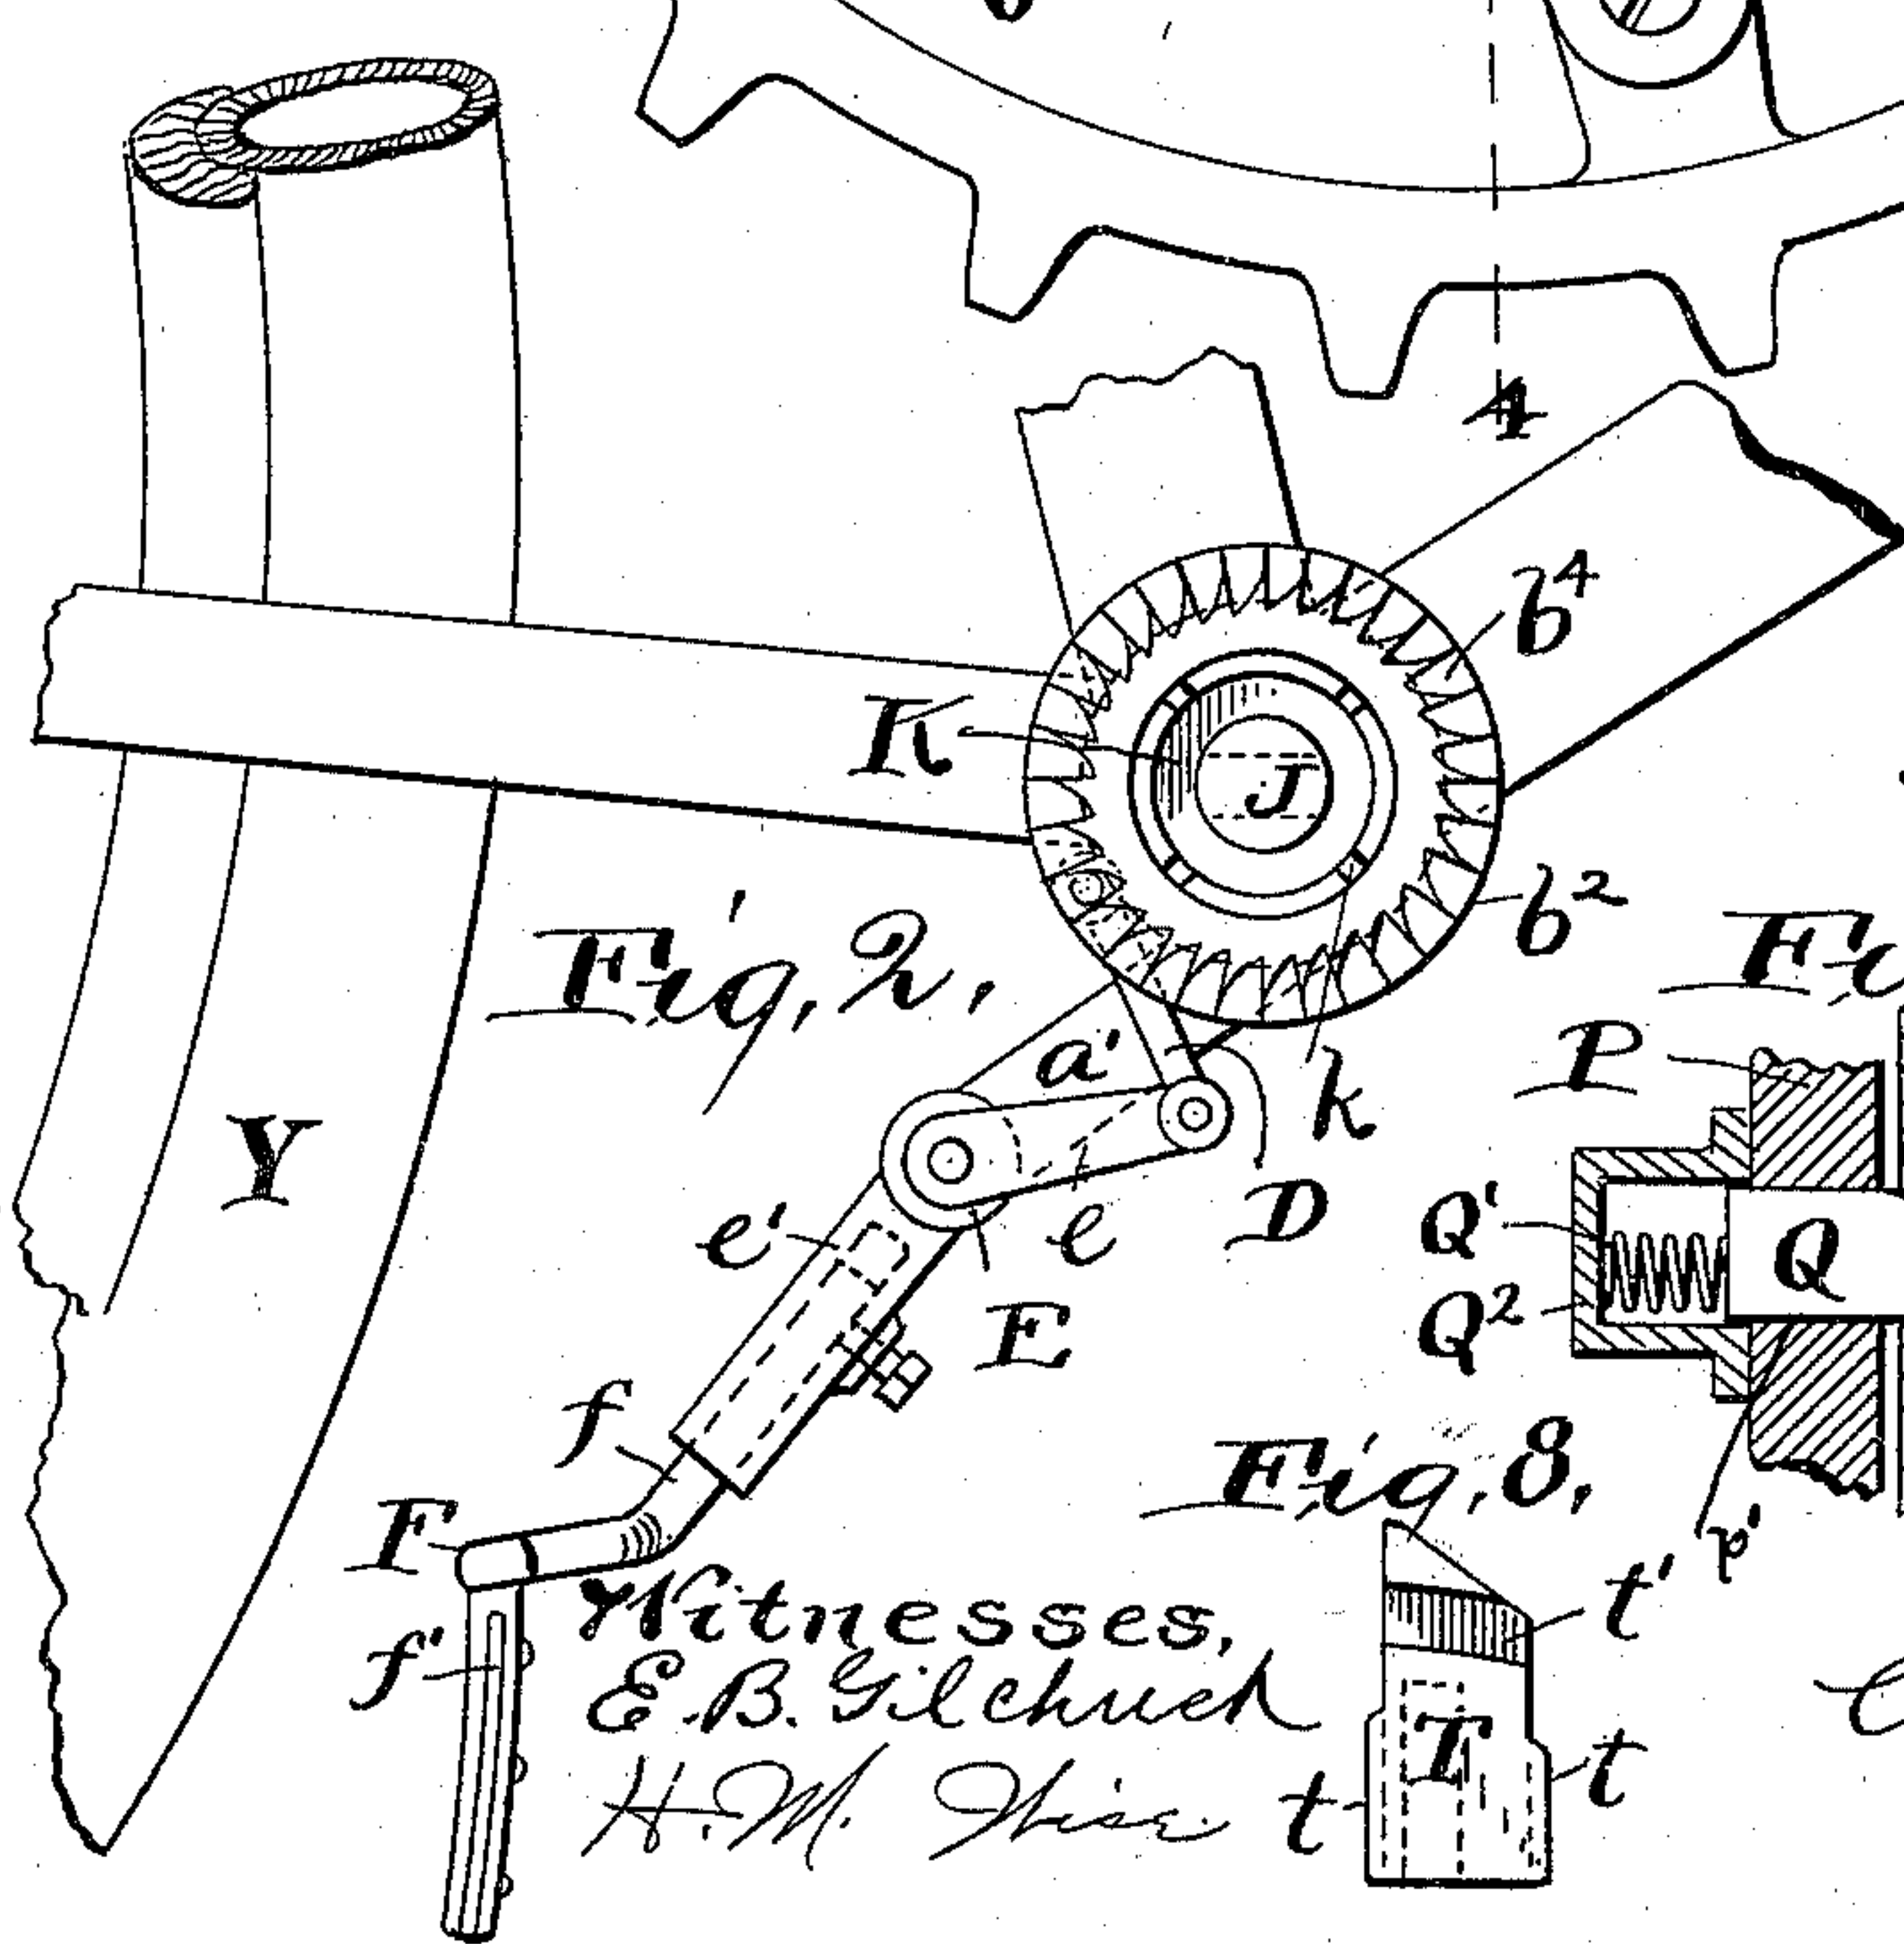 4
b⁴
K
J
b²
Fig. 2.
a'
k
P
Y
D
e'
e
Q'
Q
E
Q²
f
Fig. 8.
F
p'
Witnesses,
t'
f'
E. B. Gilchrist
T
t
H. M.
t